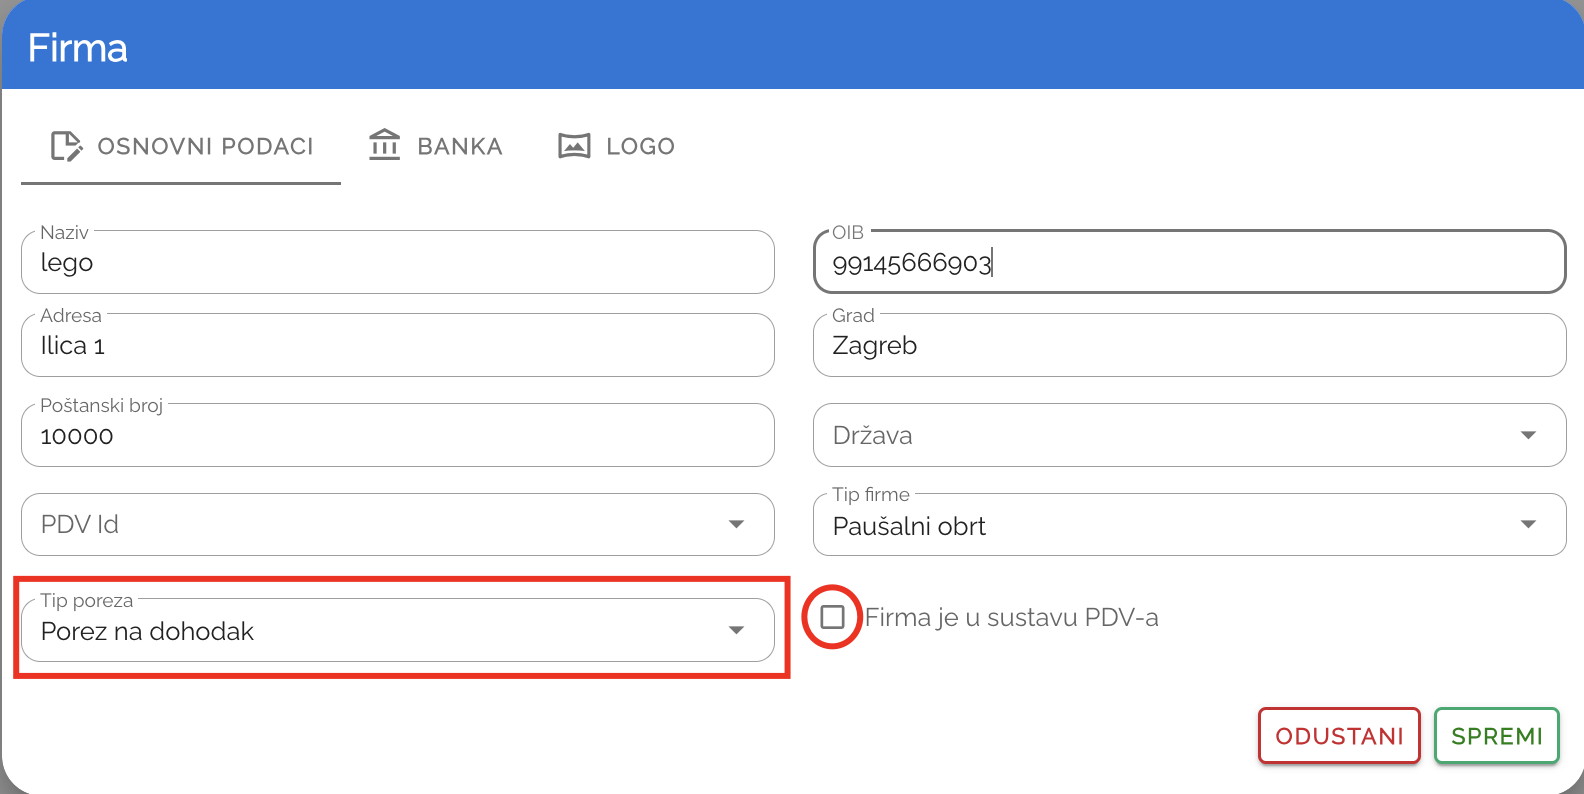 Firma
OSNOVNI PODACI BANKA LOGO
Naziv OIB
lego 99145666903
Adresa Grad
Ilica 1 Zagreb
Poštanski broj
10000 Država
Tip firme
PDV Id Paušalni obrt
Tip poreza
Porez na dohodak Firma je u sustavu PDV-a
ODUSTANI SPREMI